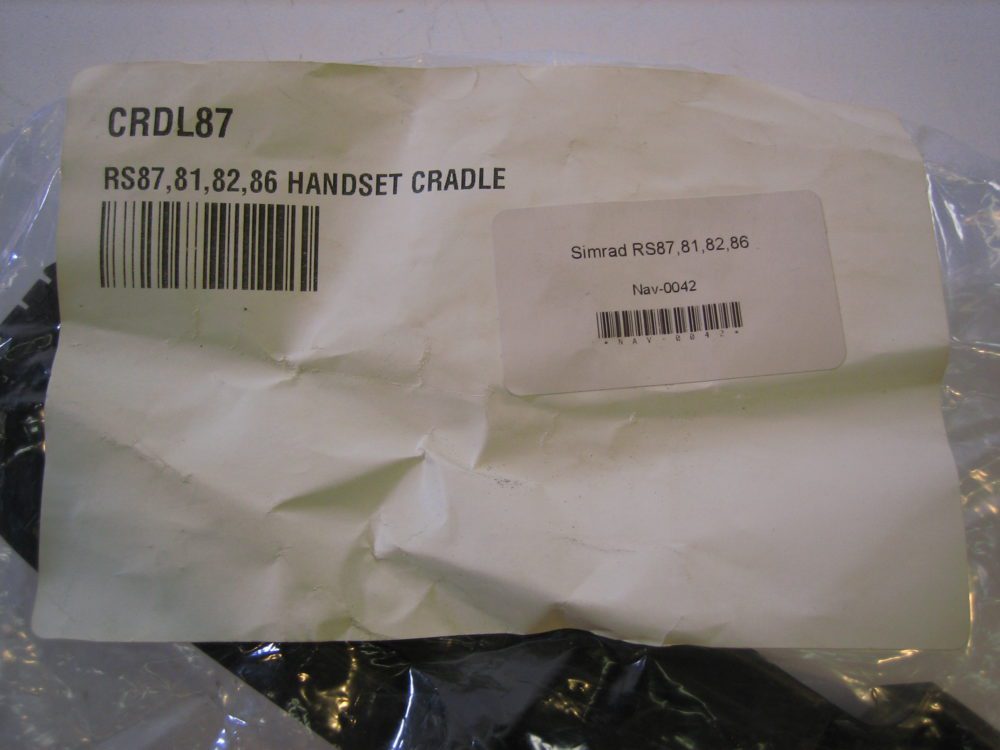 CRDL87
RS87,81,82,86 HANDSET CRADLE
Simrad RS87,81,82,86
Nav-0042
*NAV-0042*